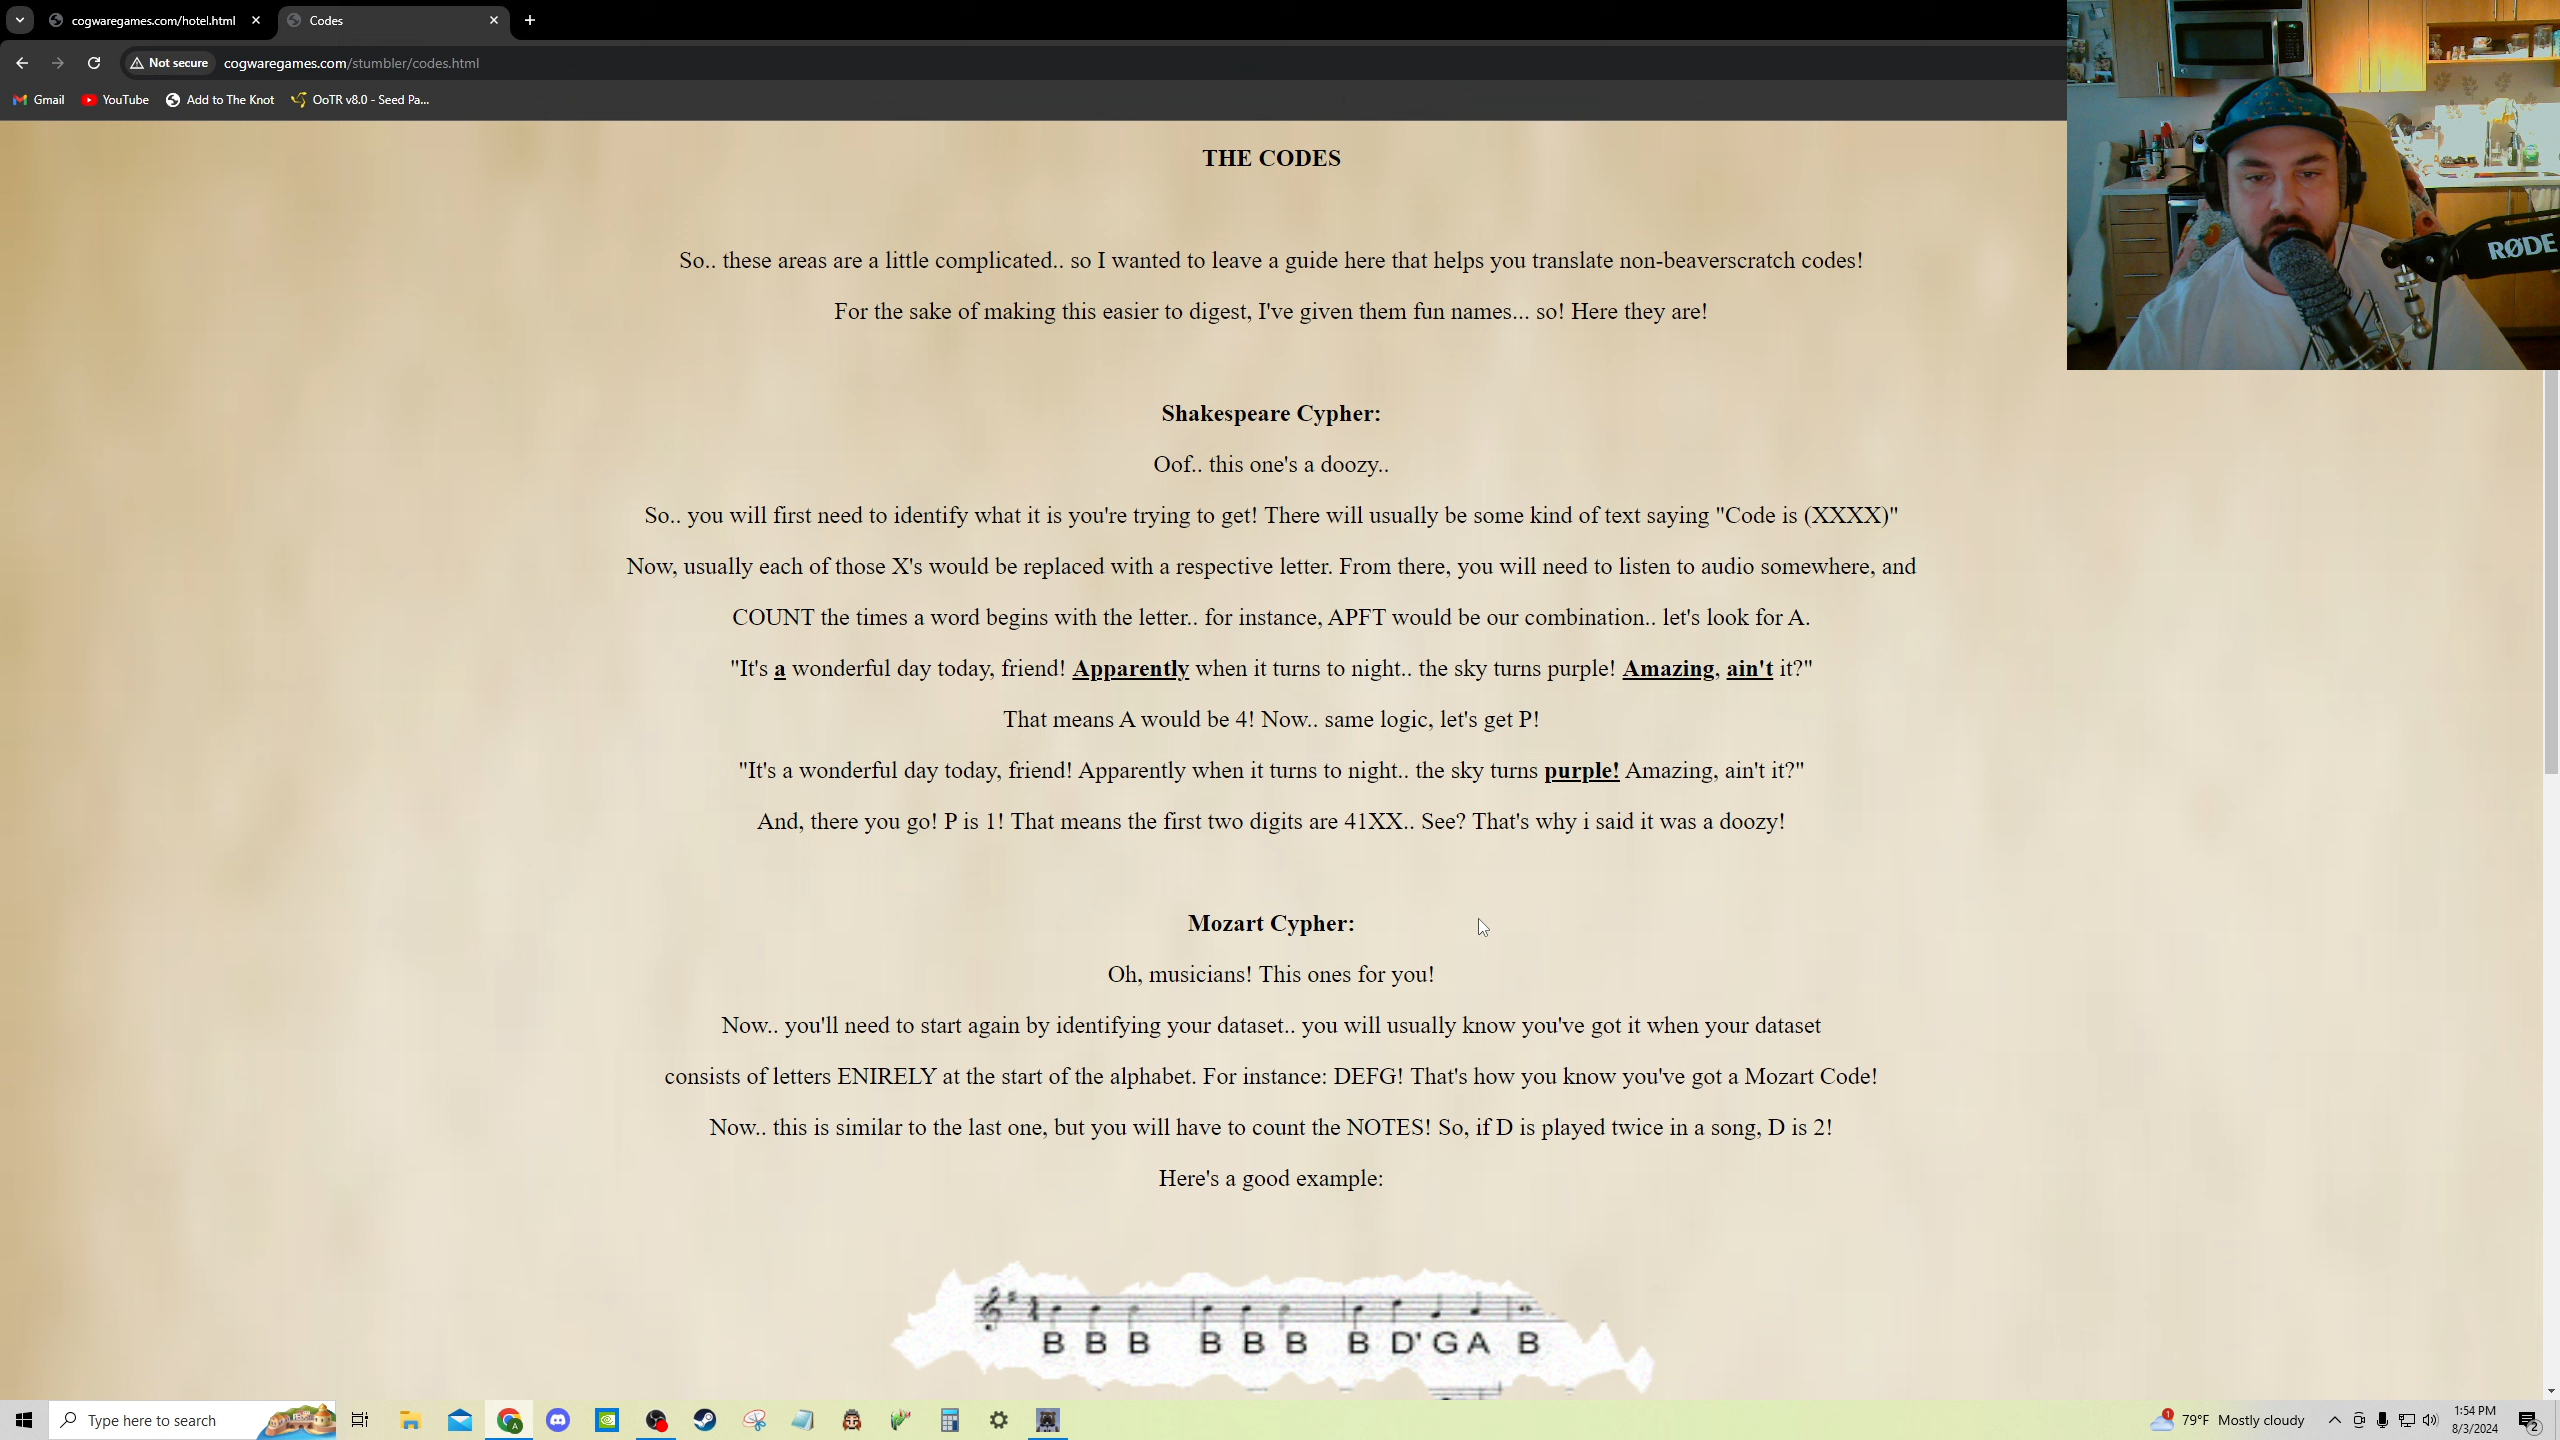 cogwaregames.com/hotel.html
Codes
Not secure
cogwaregames.com/stumbler/codes.html
Gmail
YouTube
Add to The Knot
OoTR v8.0 - Seed Pa...
RØDE
THE CODES
So.. these areas are a little complicated.. so I wanted to leave a guide here that helps you translate non-beaverscratch codes!
For the sake of making this easier to digest, I've given them fun names... so! Here they are!
Shakespeare Cypher:
Oof.. this one's a doozy..
So.. you will first need to identify what it is you're trying to get! There will usually be some kind of text saying "Code is (XXXX)"
Now, usually each of those X's would be replaced with a respective letter. From there, you will need to listen to audio somewhere, and
COUNT the times a word begins with the letter.. for instance, APFT would be our combination.. let's look for A.
"It's a wonderful day today, friend! Apparently when it turns to night.. the sky turns purple! Amazing, ain't it?"
That means A would be 4! Now.. same logic, let's get P!
"It's a wonderful day today, friend! Apparently when it turns to night.. the sky turns purple! Amazing, ain't it?"
And, there you go! P is 1! That means the first two digits are 41XX.. See? That's why i said it was a doozy!
Mozart Cypher:
Oh, musicians! This ones for you!
Now.. you'll need to start again by identifying your dataset.. you will usually know you've got it when your dataset
consists of letters ENIRELY at the start of the alphabet. For instance: DEFG! That's how you know you've got a Mozart Code!
Now.. this is similar to the last one, but you will have to count the NOTES! So, if D is played twice in a song, D is 2!
Here's a good example:
B B B B B B B D' G A B
Type here to search
79°F Mostly cloudy
1:54 PM
8/3/2024